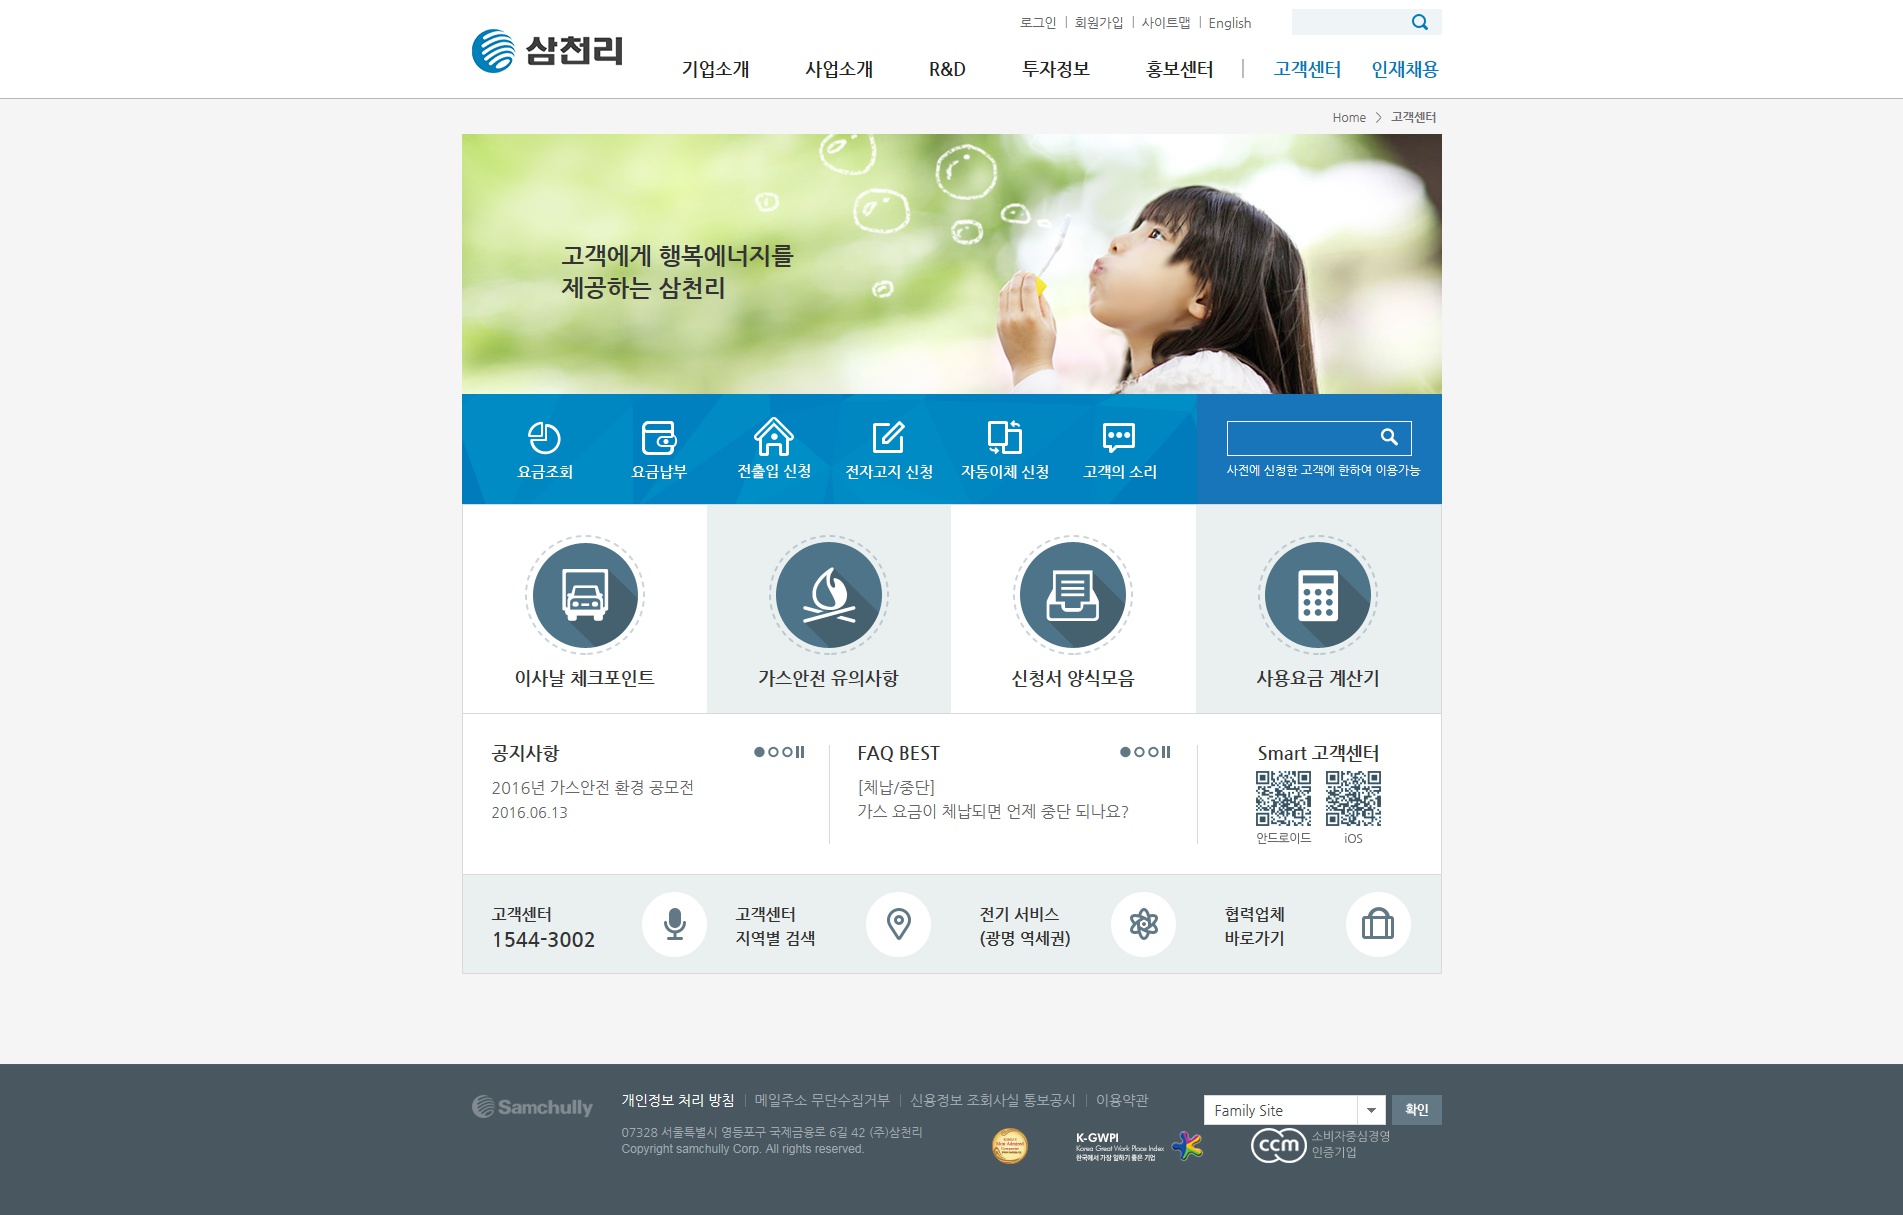 로그인 | 회원가입 | 사이트맵 | English
삼천리
기업소개 사업소개 R&D 투자정보 홍보센터 | 고객센터 인재채용
Home > 고객센터
고객에게 행복에너지를
제공하는 삼천리
요금조회 요금납부 전출입 신청 전자고지 신청 자동이체 신청 고객의 소리
사전에 신청한 고객에 한하여 이용가능
이사날 체크포인트 가스안전 유의사항 신청서 양식모음 사용요금 계산기
공지사항
2016년 가스안전 환경 공모전
2016.06.13
FAQ BEST
[체납/중단]
가스 요금이 체납되면 언제 중단 되나요?
Smart 고객센터
안드로이드 iOS
고객센터
1544-3002
고객센터
지역별 검색
전기 서비스
(광명 역세권)
협력업체
바로가기
Samchully
개인정보 처리 방침 | 메일주소 무단수집거부 | 신용정보 조회사실 통보공시 | 이용약관
Family Site 확인
07328 서울특별시 영등포구 국제금융로 6길 42 (주)삼천리
Copyright samchully Corp. All rights reserved.
K-GWPI
Korea Great Work Place Index
한국에서 가장 일하기 좋은 기업
ccm
소비자중심경영
인증기업